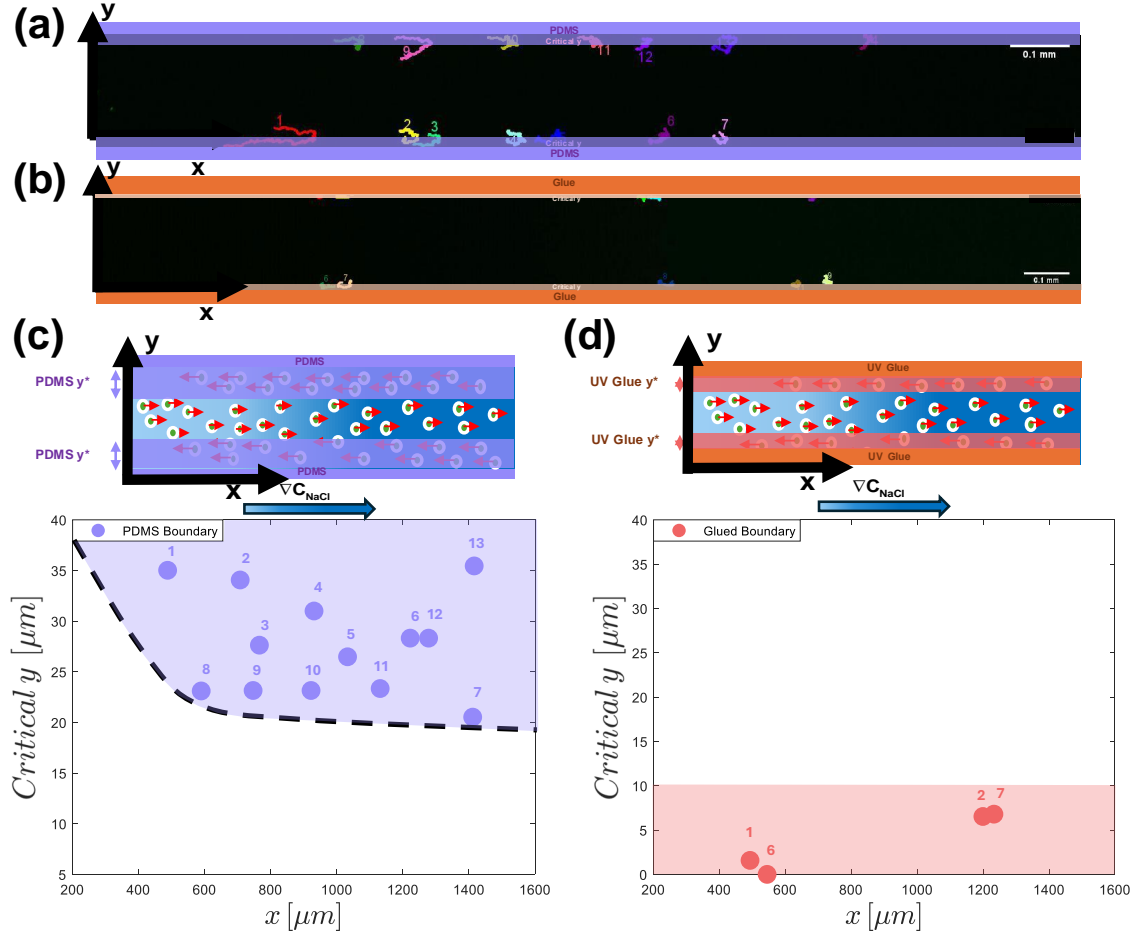 (a)
y
PDMS
Critical y
9
11
12
0.1 mm
1
2
3
6
7
Critical y
PDMS
x
(b)
y
Glue
Critical y
6
7
8
9
0.1 mm
Critical y
Glue
x
(c)
y
PDMS
PDMS y*
PDMS y*
PDMS
x
∇C_NaCl
(d)
y
UV Glue
UV Glue y*
UV Glue y*
UV Glue
x
∇C_NaCl
PDMS Boundary
40
35
30
25
20
15
10
5
Critical y [μm]
1
2
3
4
5
6
12
13
8
9
10
11
7
200 400 600 800 1000 1200 1400 1600
x [μm]
Glued Boundary
40
35
30
25
20
15
10
5
0
Critical y [μm]
1
6
2
7
200 400 600 800 1000 1200 1400 1600
x [μm]